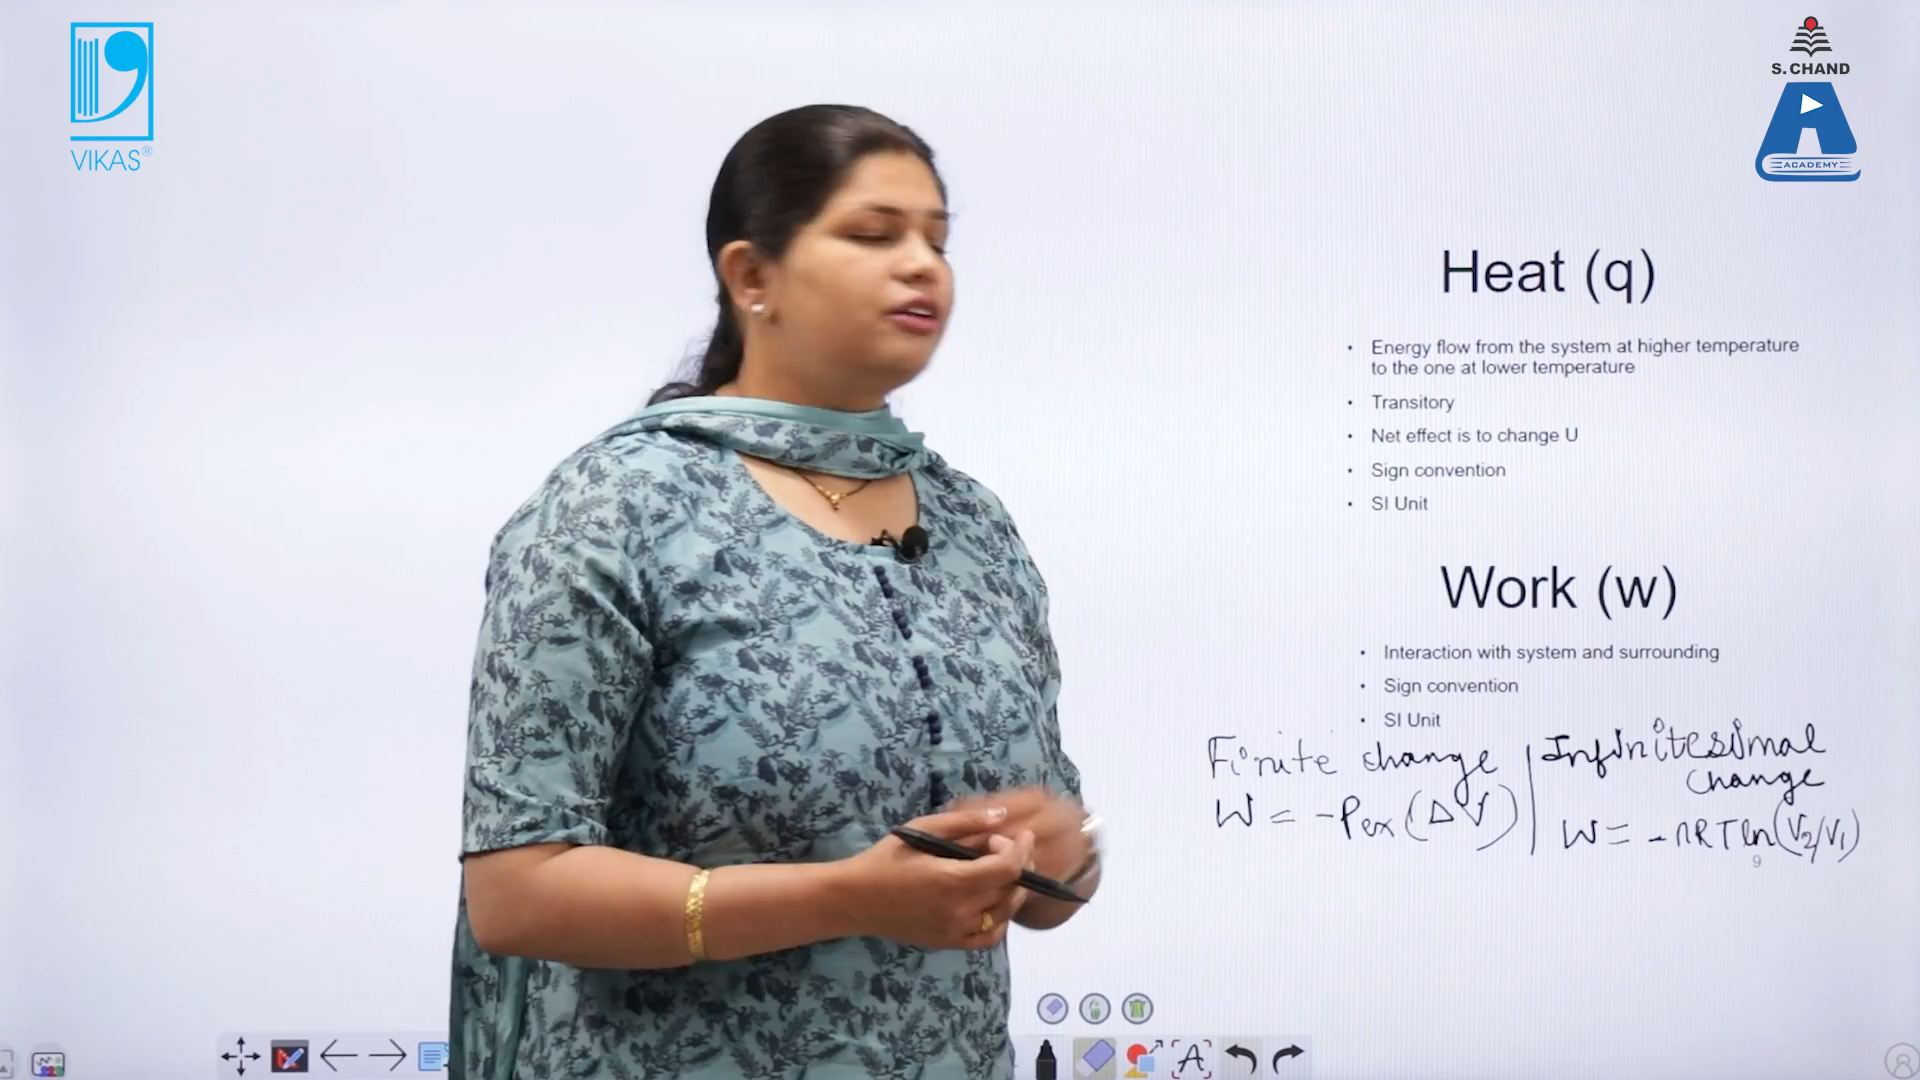 VIKAS®
S. CHAND
ACADEMY
Heat (q)
• Energy flow from the system at higher temperature
to the one at lower temperature
• Transitory
• Net effect is to change U
• Sign convention
• SI Unit
Work (w)
• Interaction with system and surrounding
• Sign convention
• SI Unit
Finite change
W = -Pex (ΔV)
Infinitesimal
change
W = -nRT ln(V2/V1)
9